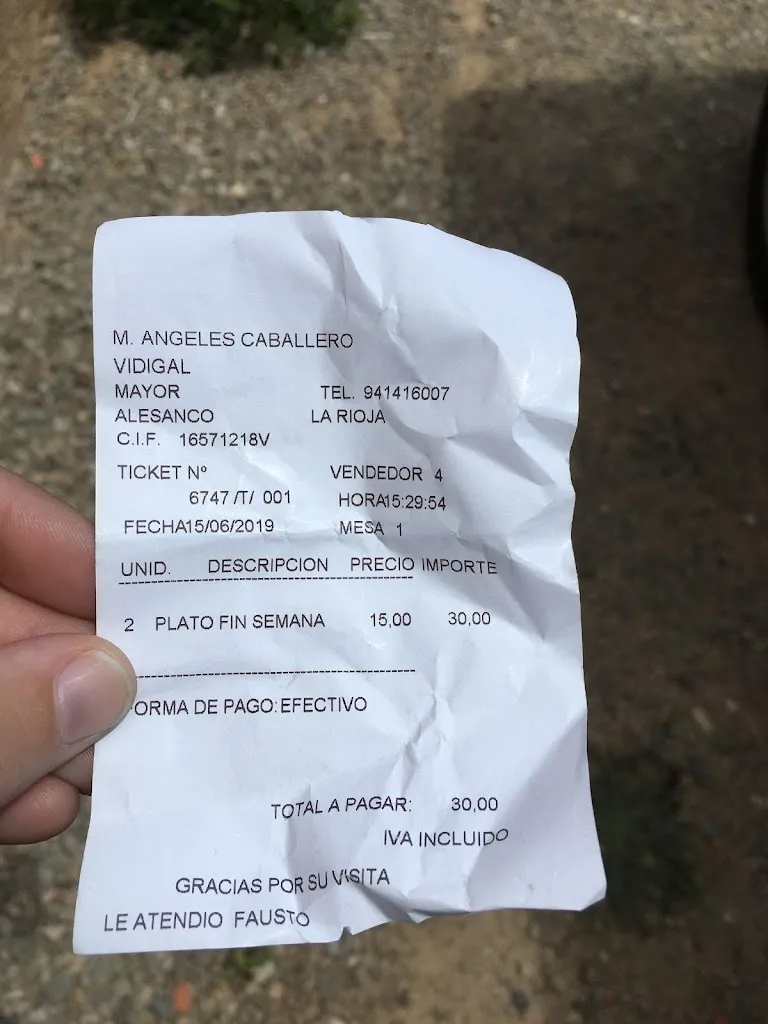 M. ANGELES CABALLERO
VIDIGAL
MAYOR TEL. 941416007
ALESANCO LA RIOJA
C.I.F. 16571218V
TICKET Nº VENDEDOR 4
6747 /T/ 001 HORA15:29:54
FECHA15/06/2019 MESA 1
UNID. DESCRIPCION PRECIO IMPORTE
2 PLATO FIN SEMANA 15,00 30,00
FORMA DE PAGO:EFECTIVO
TOTAL A PAGAR: 30,00
IVA INCLUIDO
GRACIAS POR SU VISITA
LE ATENDIO FAUSTO